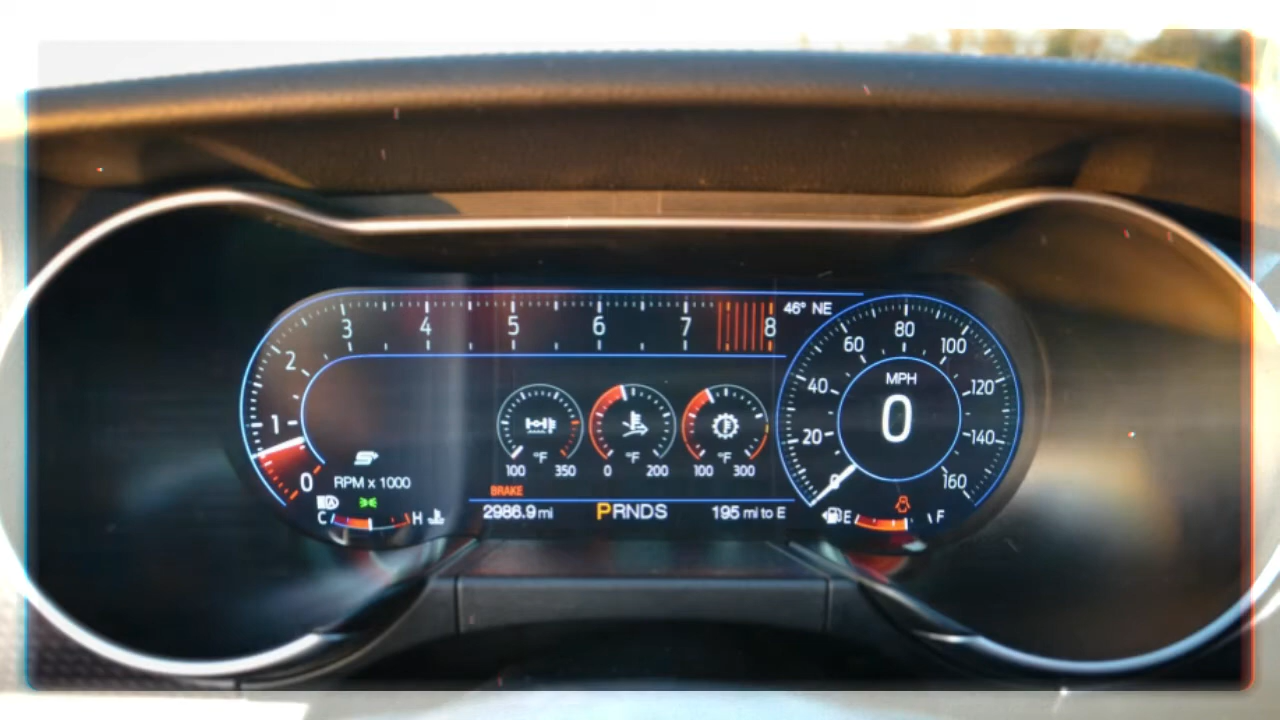 3 4 5 6 7 8
46° NE
2
1
0
RPM x 1000
C H
°F
100 350
°F
0 200
°F
100 300
BRAKE
2986.9 mi
PRNDS
195 mi to E
0 20 40 60 80 100 120 140 160
MPH
0
E F